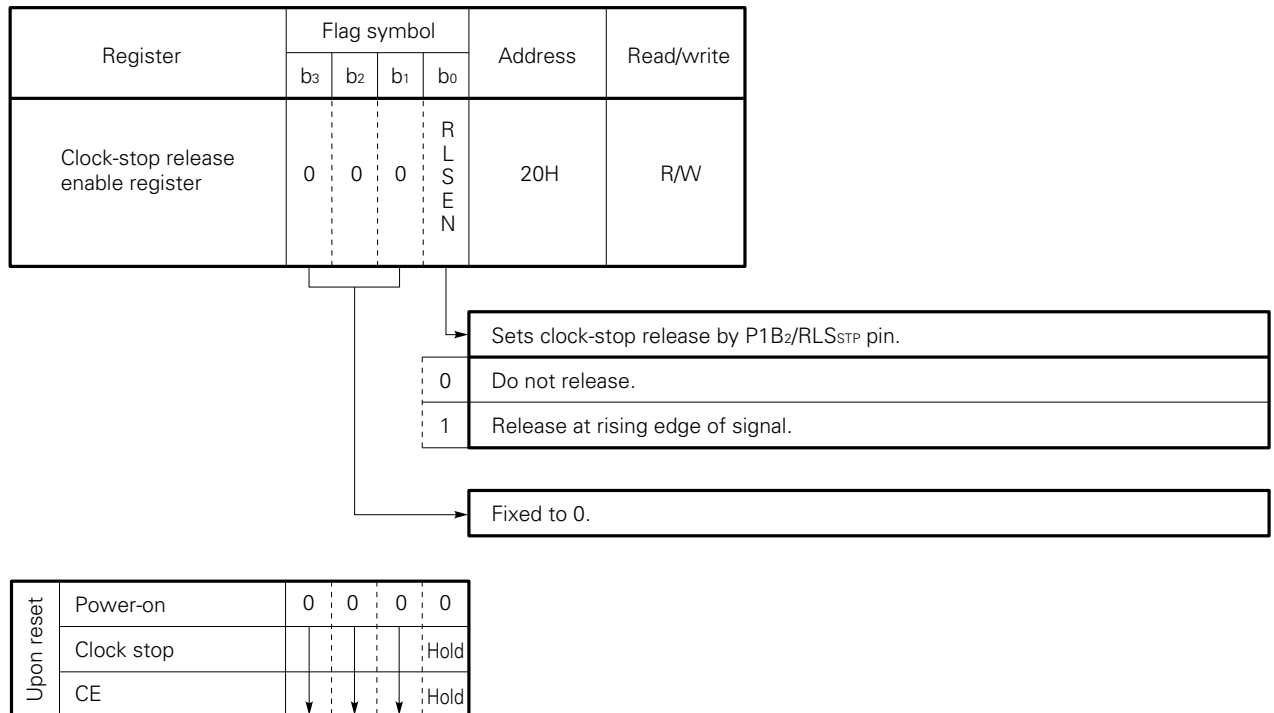 Register Flag symbol Address Read/write
b3 b2 b1 b0
Clock-stop release enable register 0 0 0 RLSEN 20H R/W
Sets clock-stop release by P1B2/RLSSTP pin.
0 Do not release.
1 Release at rising edge of signal.
Fixed to 0.
Upon reset
Power-on 0 0 0 0
Clock stop Hold
CE Hold